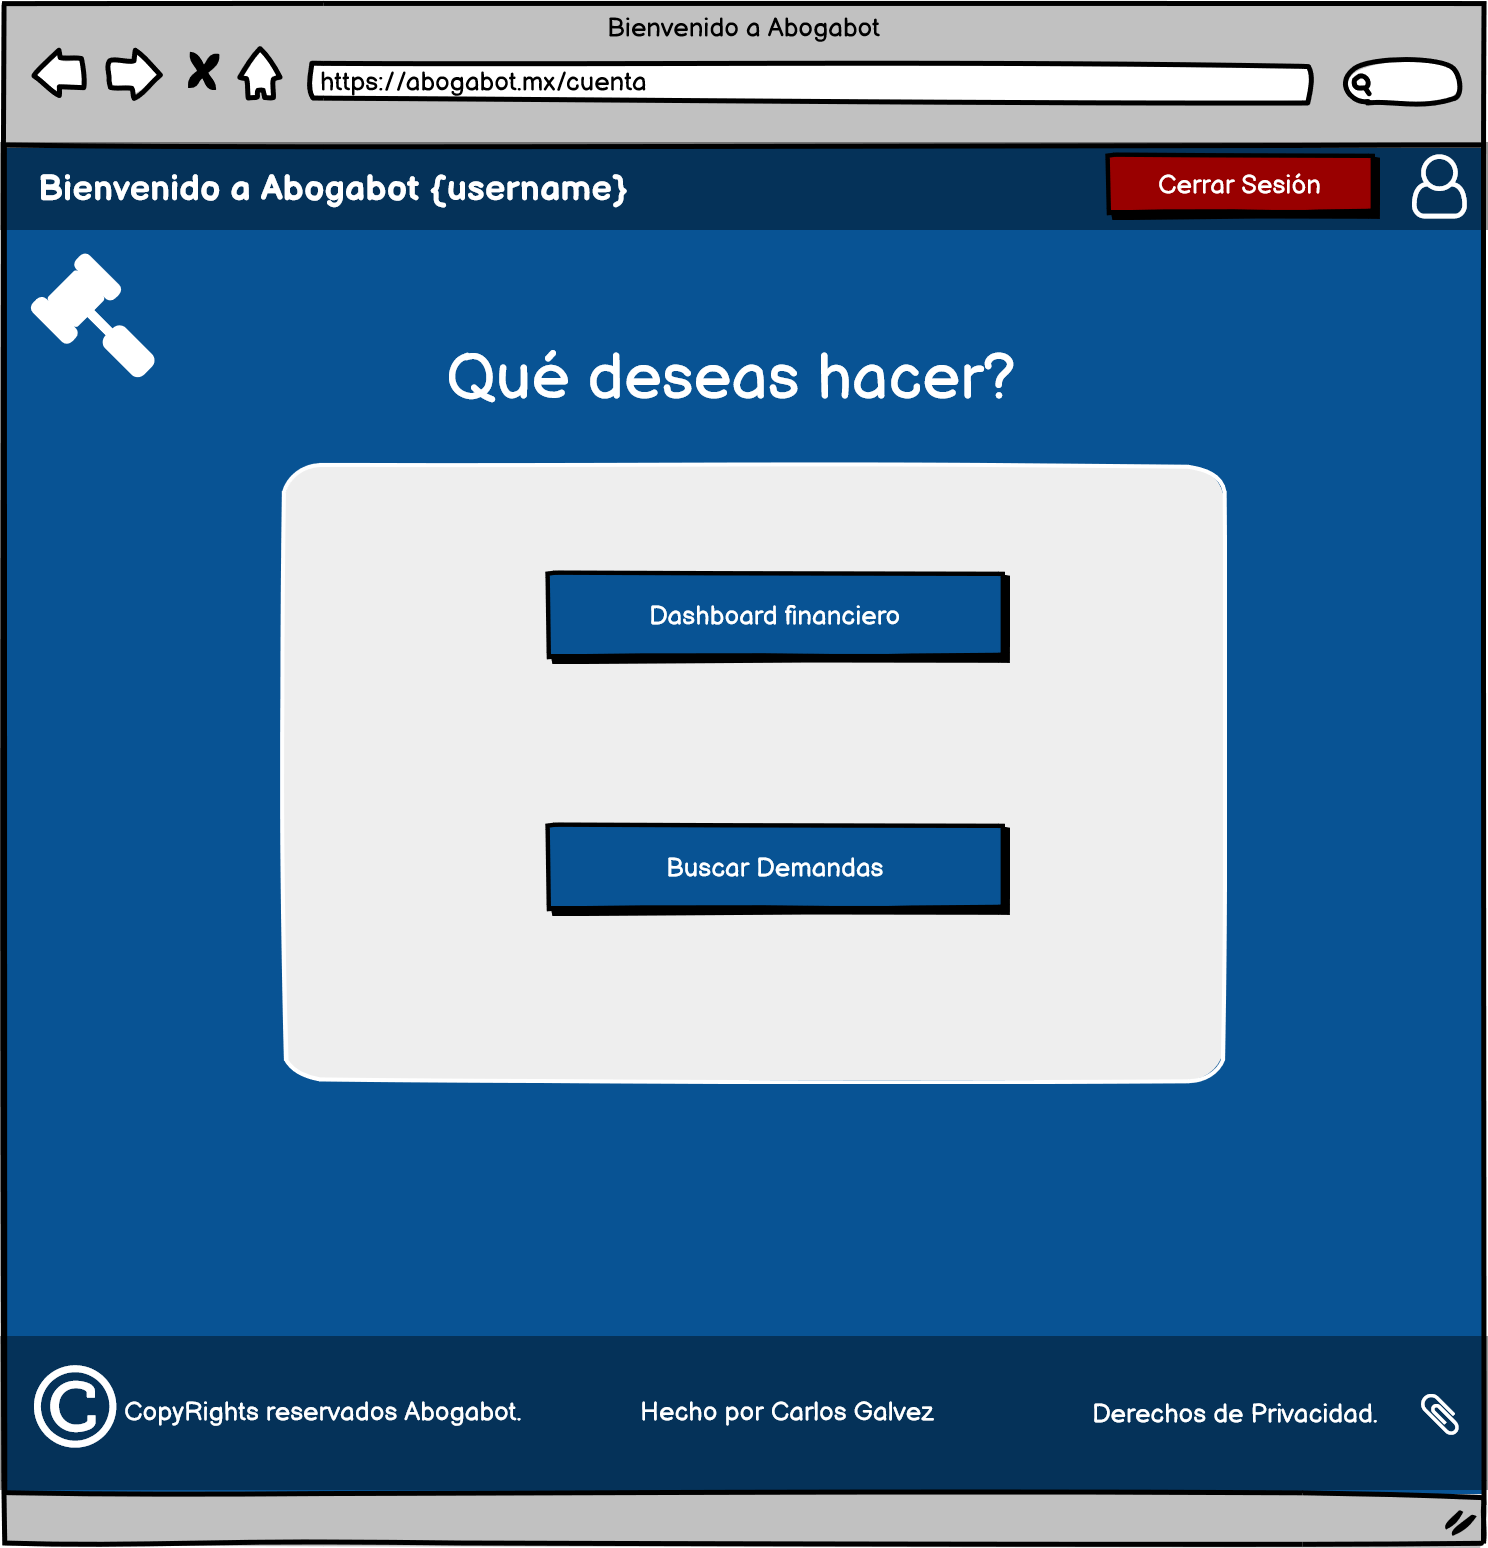 Bienvenido a Abogabot
https://abogabot.mx/cuenta
Bienvenido a Abogabot {username}
Cerrar Sesión
Qué deseas hacer?
Dashboard financiero
Buscar Demandas
© CopyRights reservados Abogabot.
Hecho por Carlos Galvez
Derechos de Privacidad.